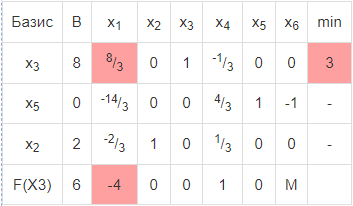 Базис B x1 x2 x3 x4 x5 x6 min
x3 8 8/3 0 1 -1/3 0 0 3
x5 0 -14/3 0 0 4/3 1 -1 -
x2 2 -2/3 1 0 1/3 0 0 -
F(X3) 6 -4 0 0 1 0 M